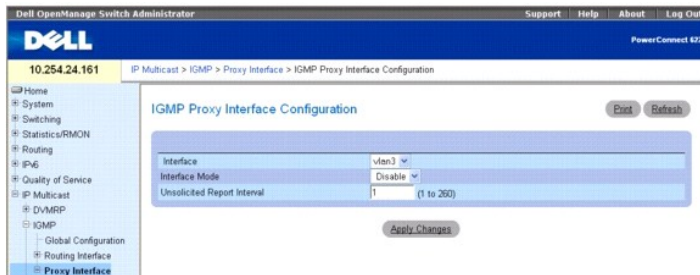 Dell OpenManage Switch Administrator
Support Help About Log Out
DELL
PowerConnect 622
10.254.24.161
IP Multicast > IGMP > Proxy Interface > IGMP Proxy Interface Configuration
Home
System
Switching
Statistics/RMON
Routing
IPv6
Quality of Service
IP Multicast
DVMRP
IGMP
Global Configuration
Routing Interface
Proxy Interface
IGMP Proxy Interface Configuration
Print Refresh
Interface vlan3
Interface Mode Disable
Unsolicited Report Interval 1 (1 to 260)
Apply Changes